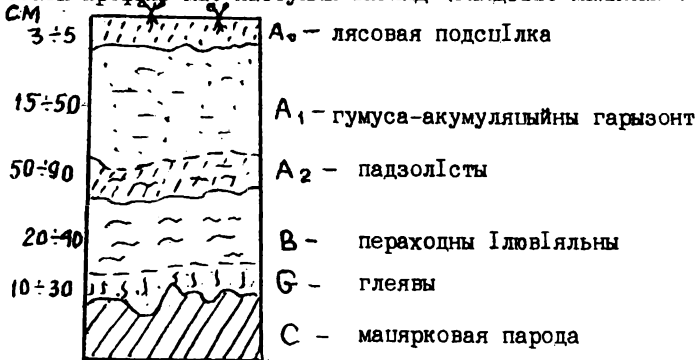 см
3÷5 А₀ — лясовая подсцІлка
15÷50 А₁ — гумуса-акумуляцыйны гарызонт
50÷90 А₂ — падзолІсты
20÷40 В — пераходны ІлювІяльны
10÷30 G — глеявы
С — мацярковая парода